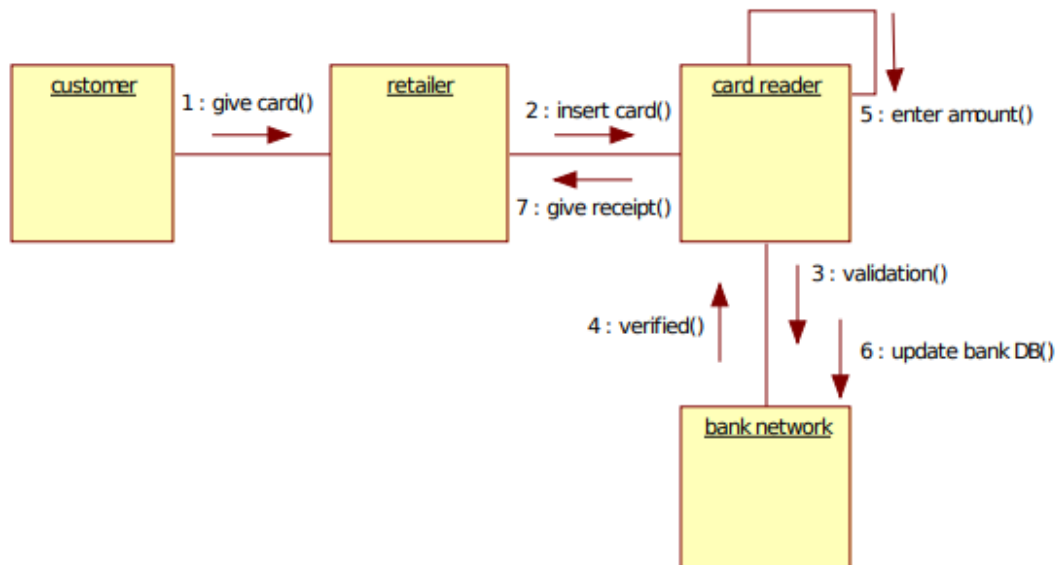 customer
retailer
card reader
1 : give card()
2 : insert card()
5 : enter amount()
7 : give receipt()
3 : validation()
4 : verified()
6 : update bank DB()
bank network